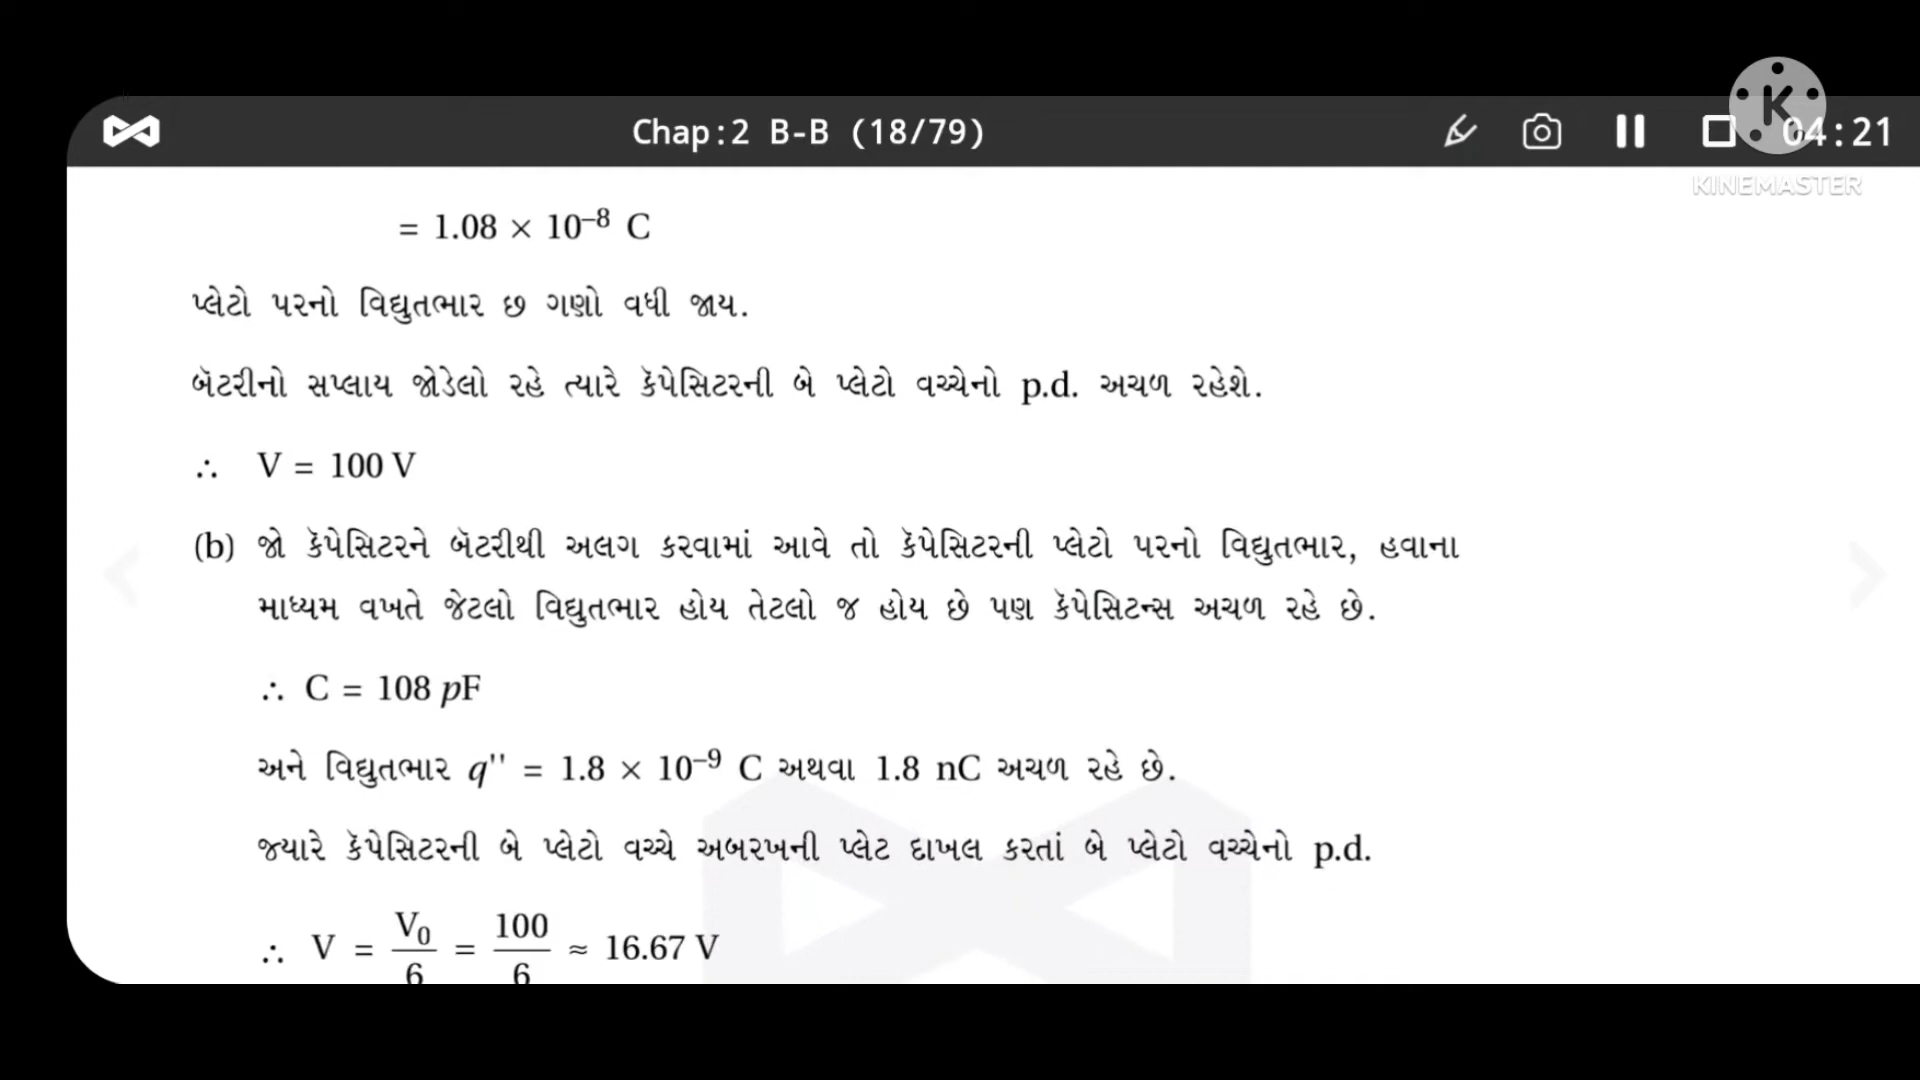 Chap:2 B-B (18/79)
04:21
KINEMASTER
= 1.08 × 10⁻⁸ C
પ્લેટો પરનો વિદ્યુતભાર છ ગણો વધી જાય.
બૅટરીનો સપ્લાય જોડેલો રહે ત્યારે કૅપેસિટરની બે પ્લેટો વચ્ચેનો p.d. અચળ રહેશે.
∴ V = 100 V
(b) જો કૅપેસિટરને બૅટરીથી અલગ કરવામાં આવે તો કૅપેસિટરની પ્લેટો પરનો વિદ્યુતભાર, હવાના
માધ્યમ વખતે જેટલો વિદ્યુતભાર હોય તેટલો જ હોય છે પણ કૅપેસિટન્સ અચળ રહે છે.
∴ C = 108 pF
અને વિદ્યુતભાર q'' = 1.8 × 10⁻⁹ C અથવા 1.8 nC અચળ રહે છે.
જ્યારે કૅપેસિટરની બે પ્લેટો વચ્ચે અબરખની પ્લેટ દાખલ કરતાં બે પ્લેટો વચ્ચેનો p.d.
∴ V = V₀/6 = 100/6 ≈ 16.67 V